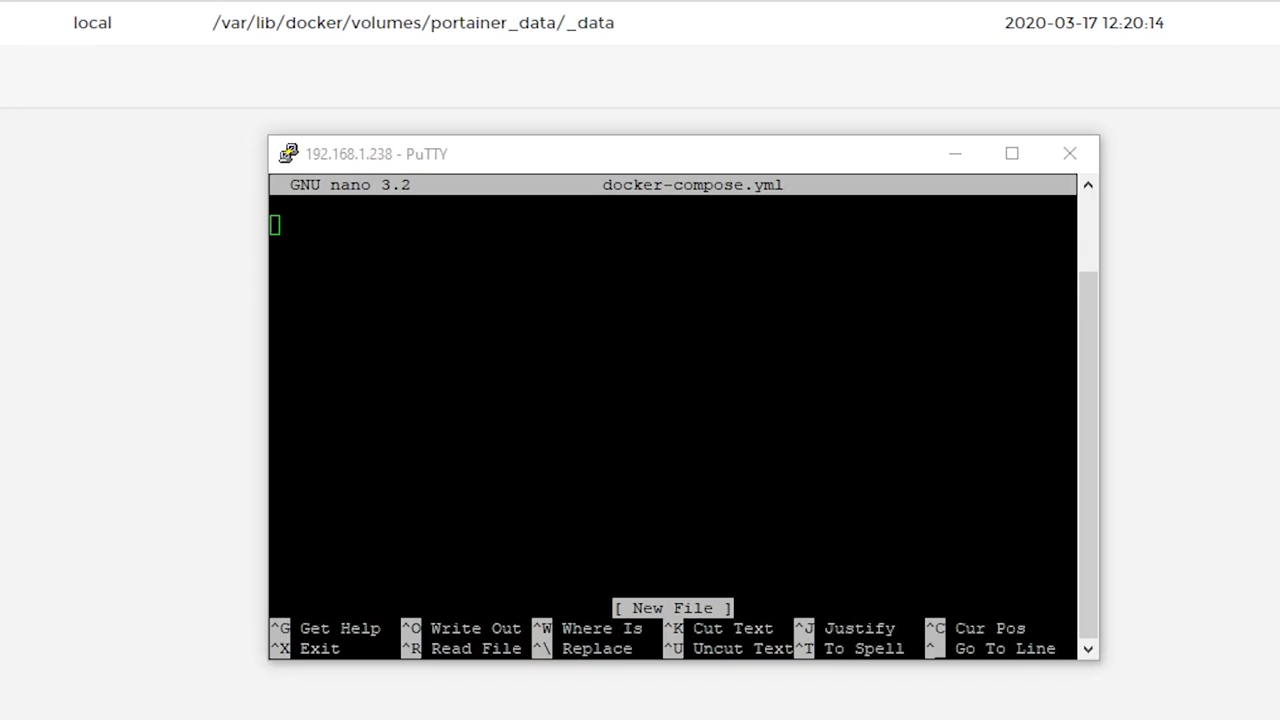 local /var/lib/docker/volumes/portainer_data/_data 2020-03-17 12:20:14
192.168.1.238 - PuTTY
GNU nano 3.2 docker-compose.yml
[ New File ]
^G Get Help ^O Write Out ^W Where Is ^K Cut Text ^J Justify ^C Cur Pos
^X Exit ^R Read File ^\ Replace ^U Uncut Text ^T To Spell ^_ Go To Line